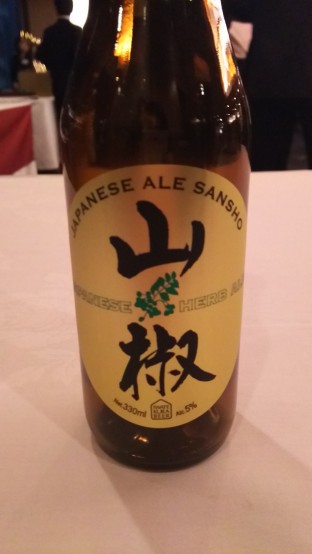 JAPANESE ALE SANSHO
山
JAPANESE HERB ALE
椒
330ml
Alc.5%